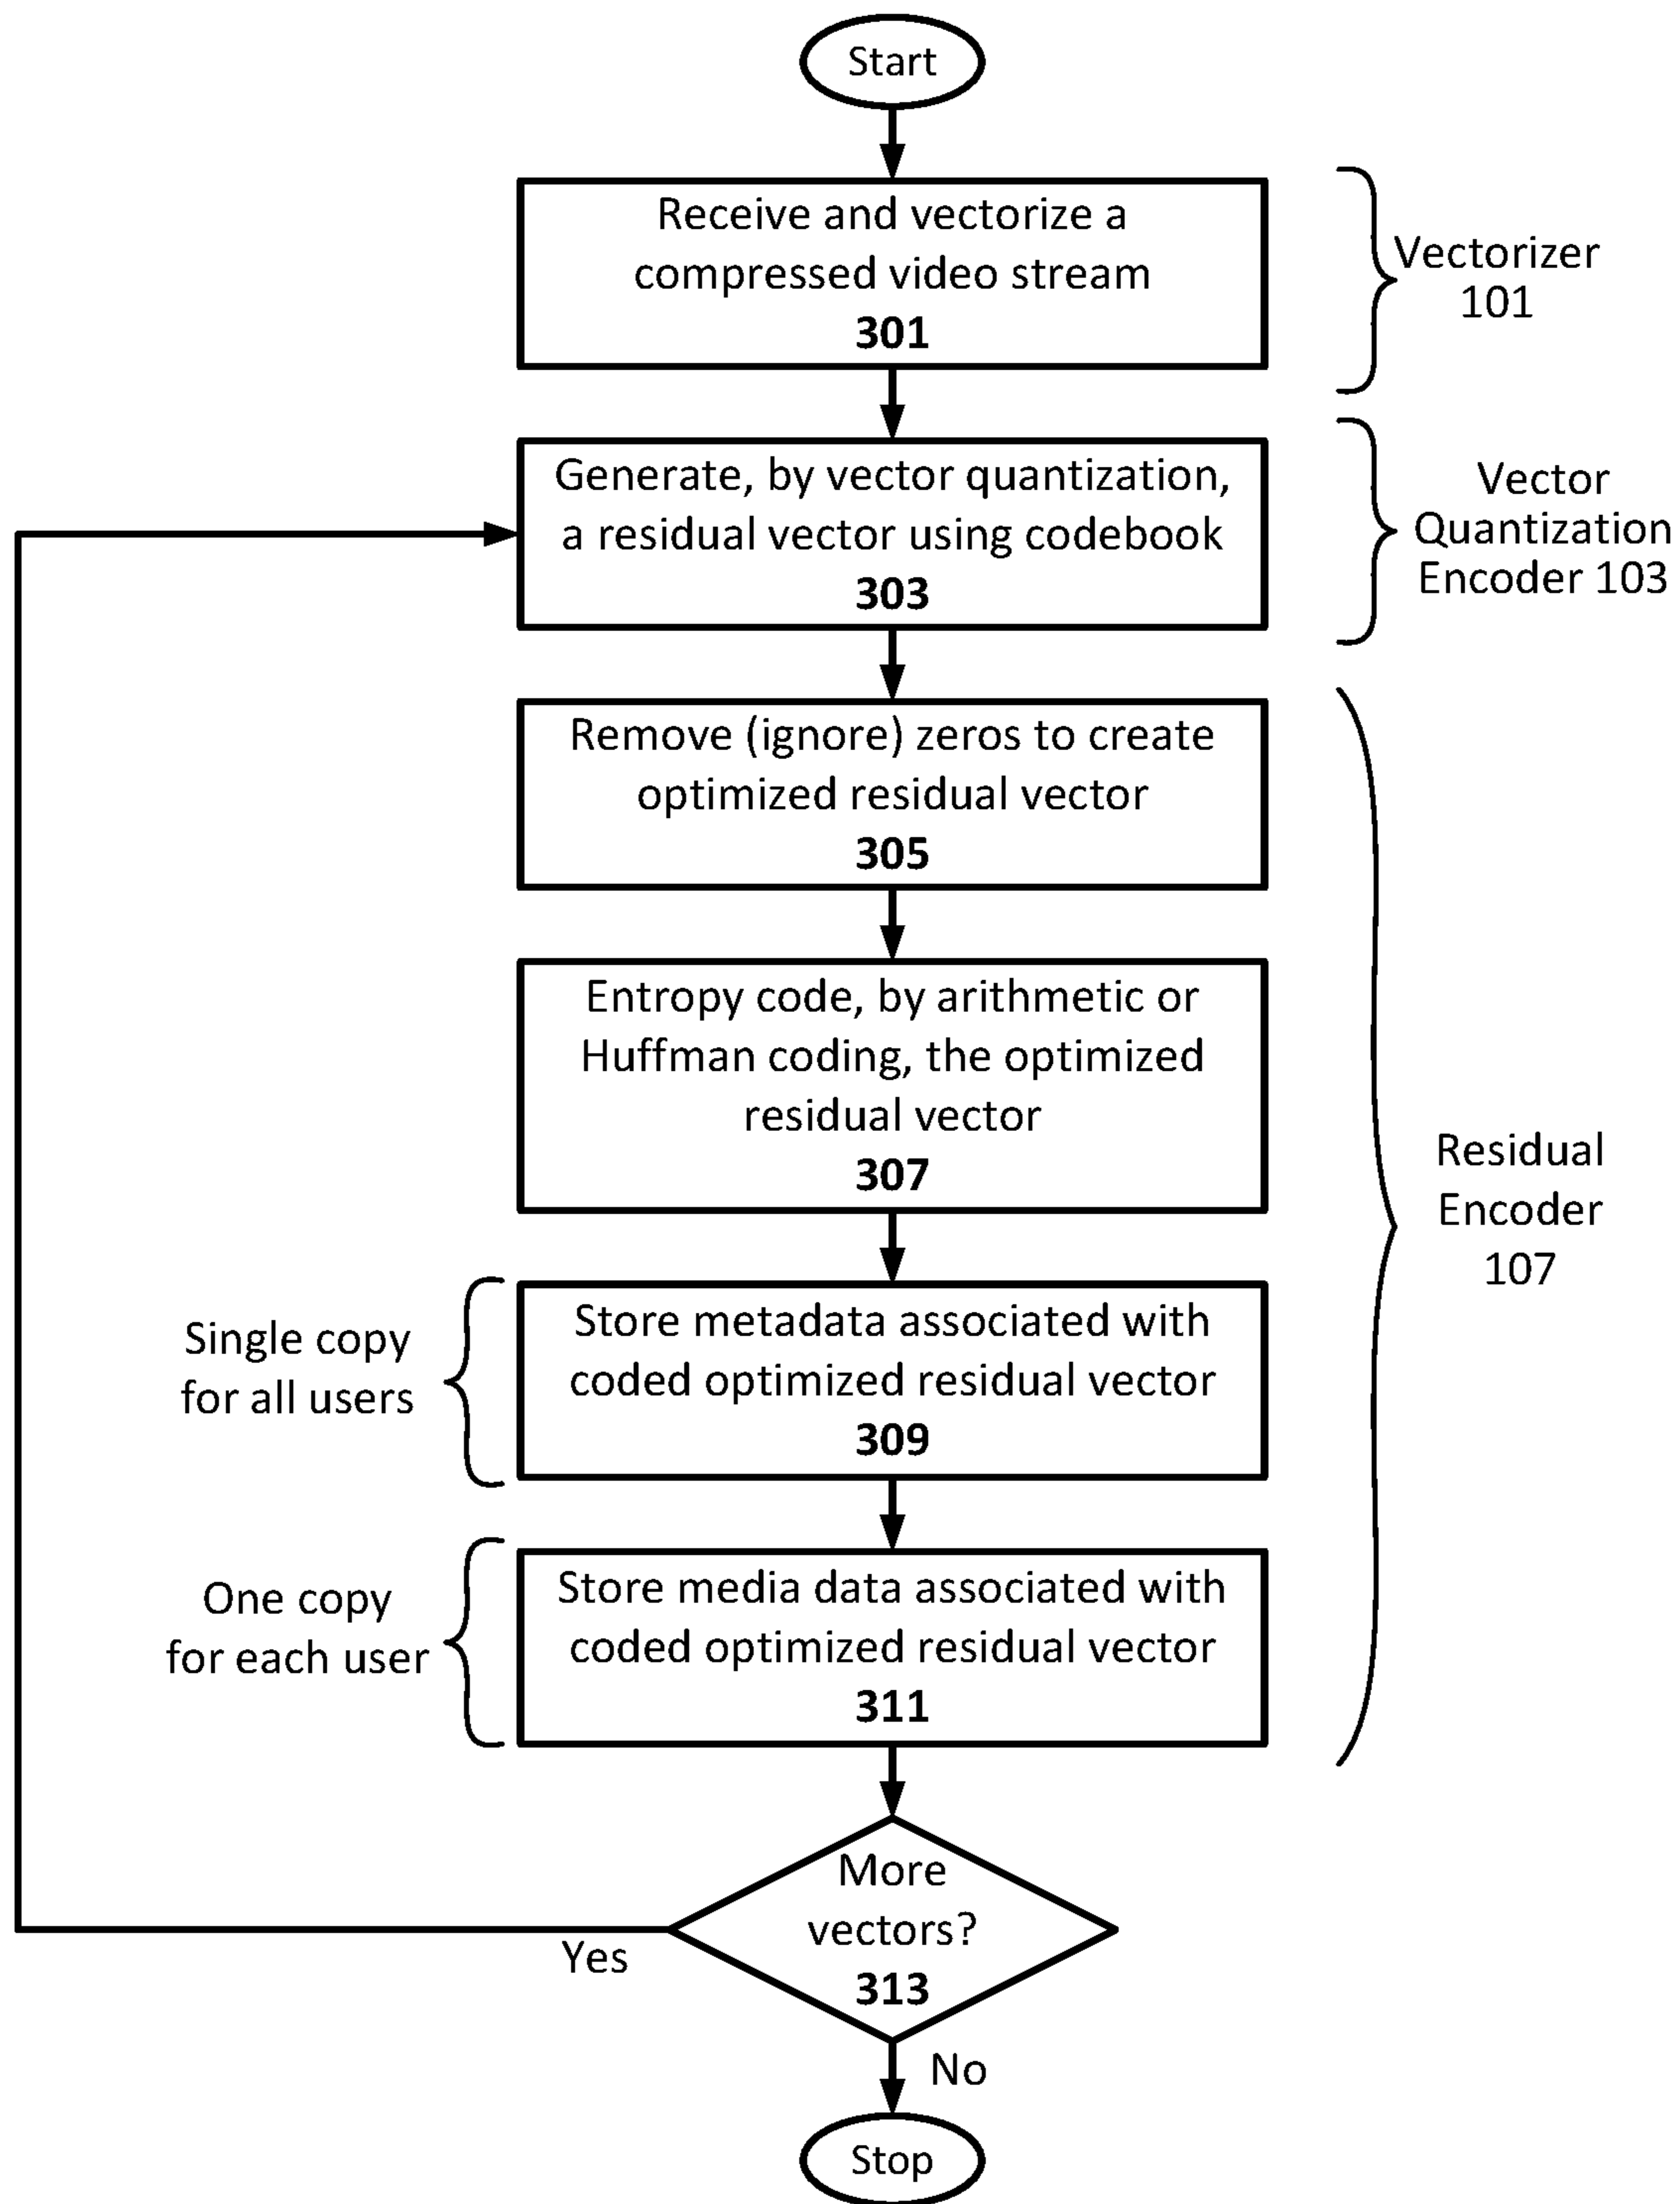 Start
Receive and vectorize a
compressed video stream
301
Vectorizer
101
Generate, by vector quantization,
a residual vector using codebook
303
Vector
Quantization
Encoder 103
Remove (ignore) zeros to create
optimized residual vector
305
Entropy code, by arithmetic or
Huffman coding, the optimized
residual vector
307
Residual
Encoder
107
Single copy
for all users
Store metadata associated with
coded optimized residual vector
309
One copy
for each user
Store media data associated with
coded optimized residual vector
311
More
vectors?
313
Yes
No
Stop